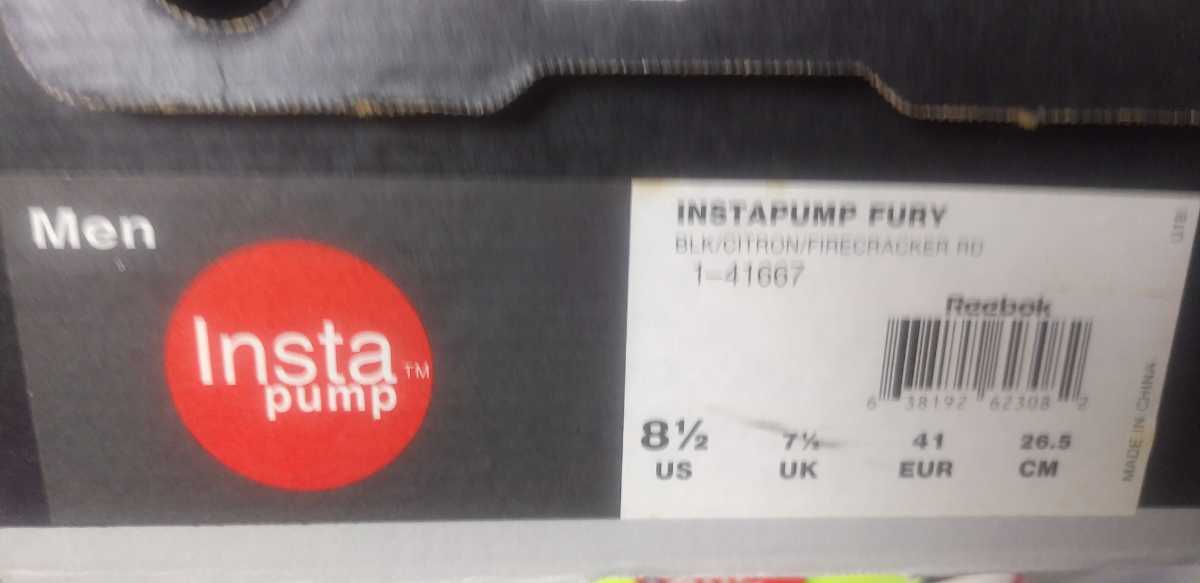 Men
Insta
pump
TM
INSTAPUMP FURY
BLK/CITRON/FIRECRACKER RD
1-41667
Reebok
6 38192 62308 2
8½ 7½ 41 26.5
US UK EUR CM
MADE IN CHINA